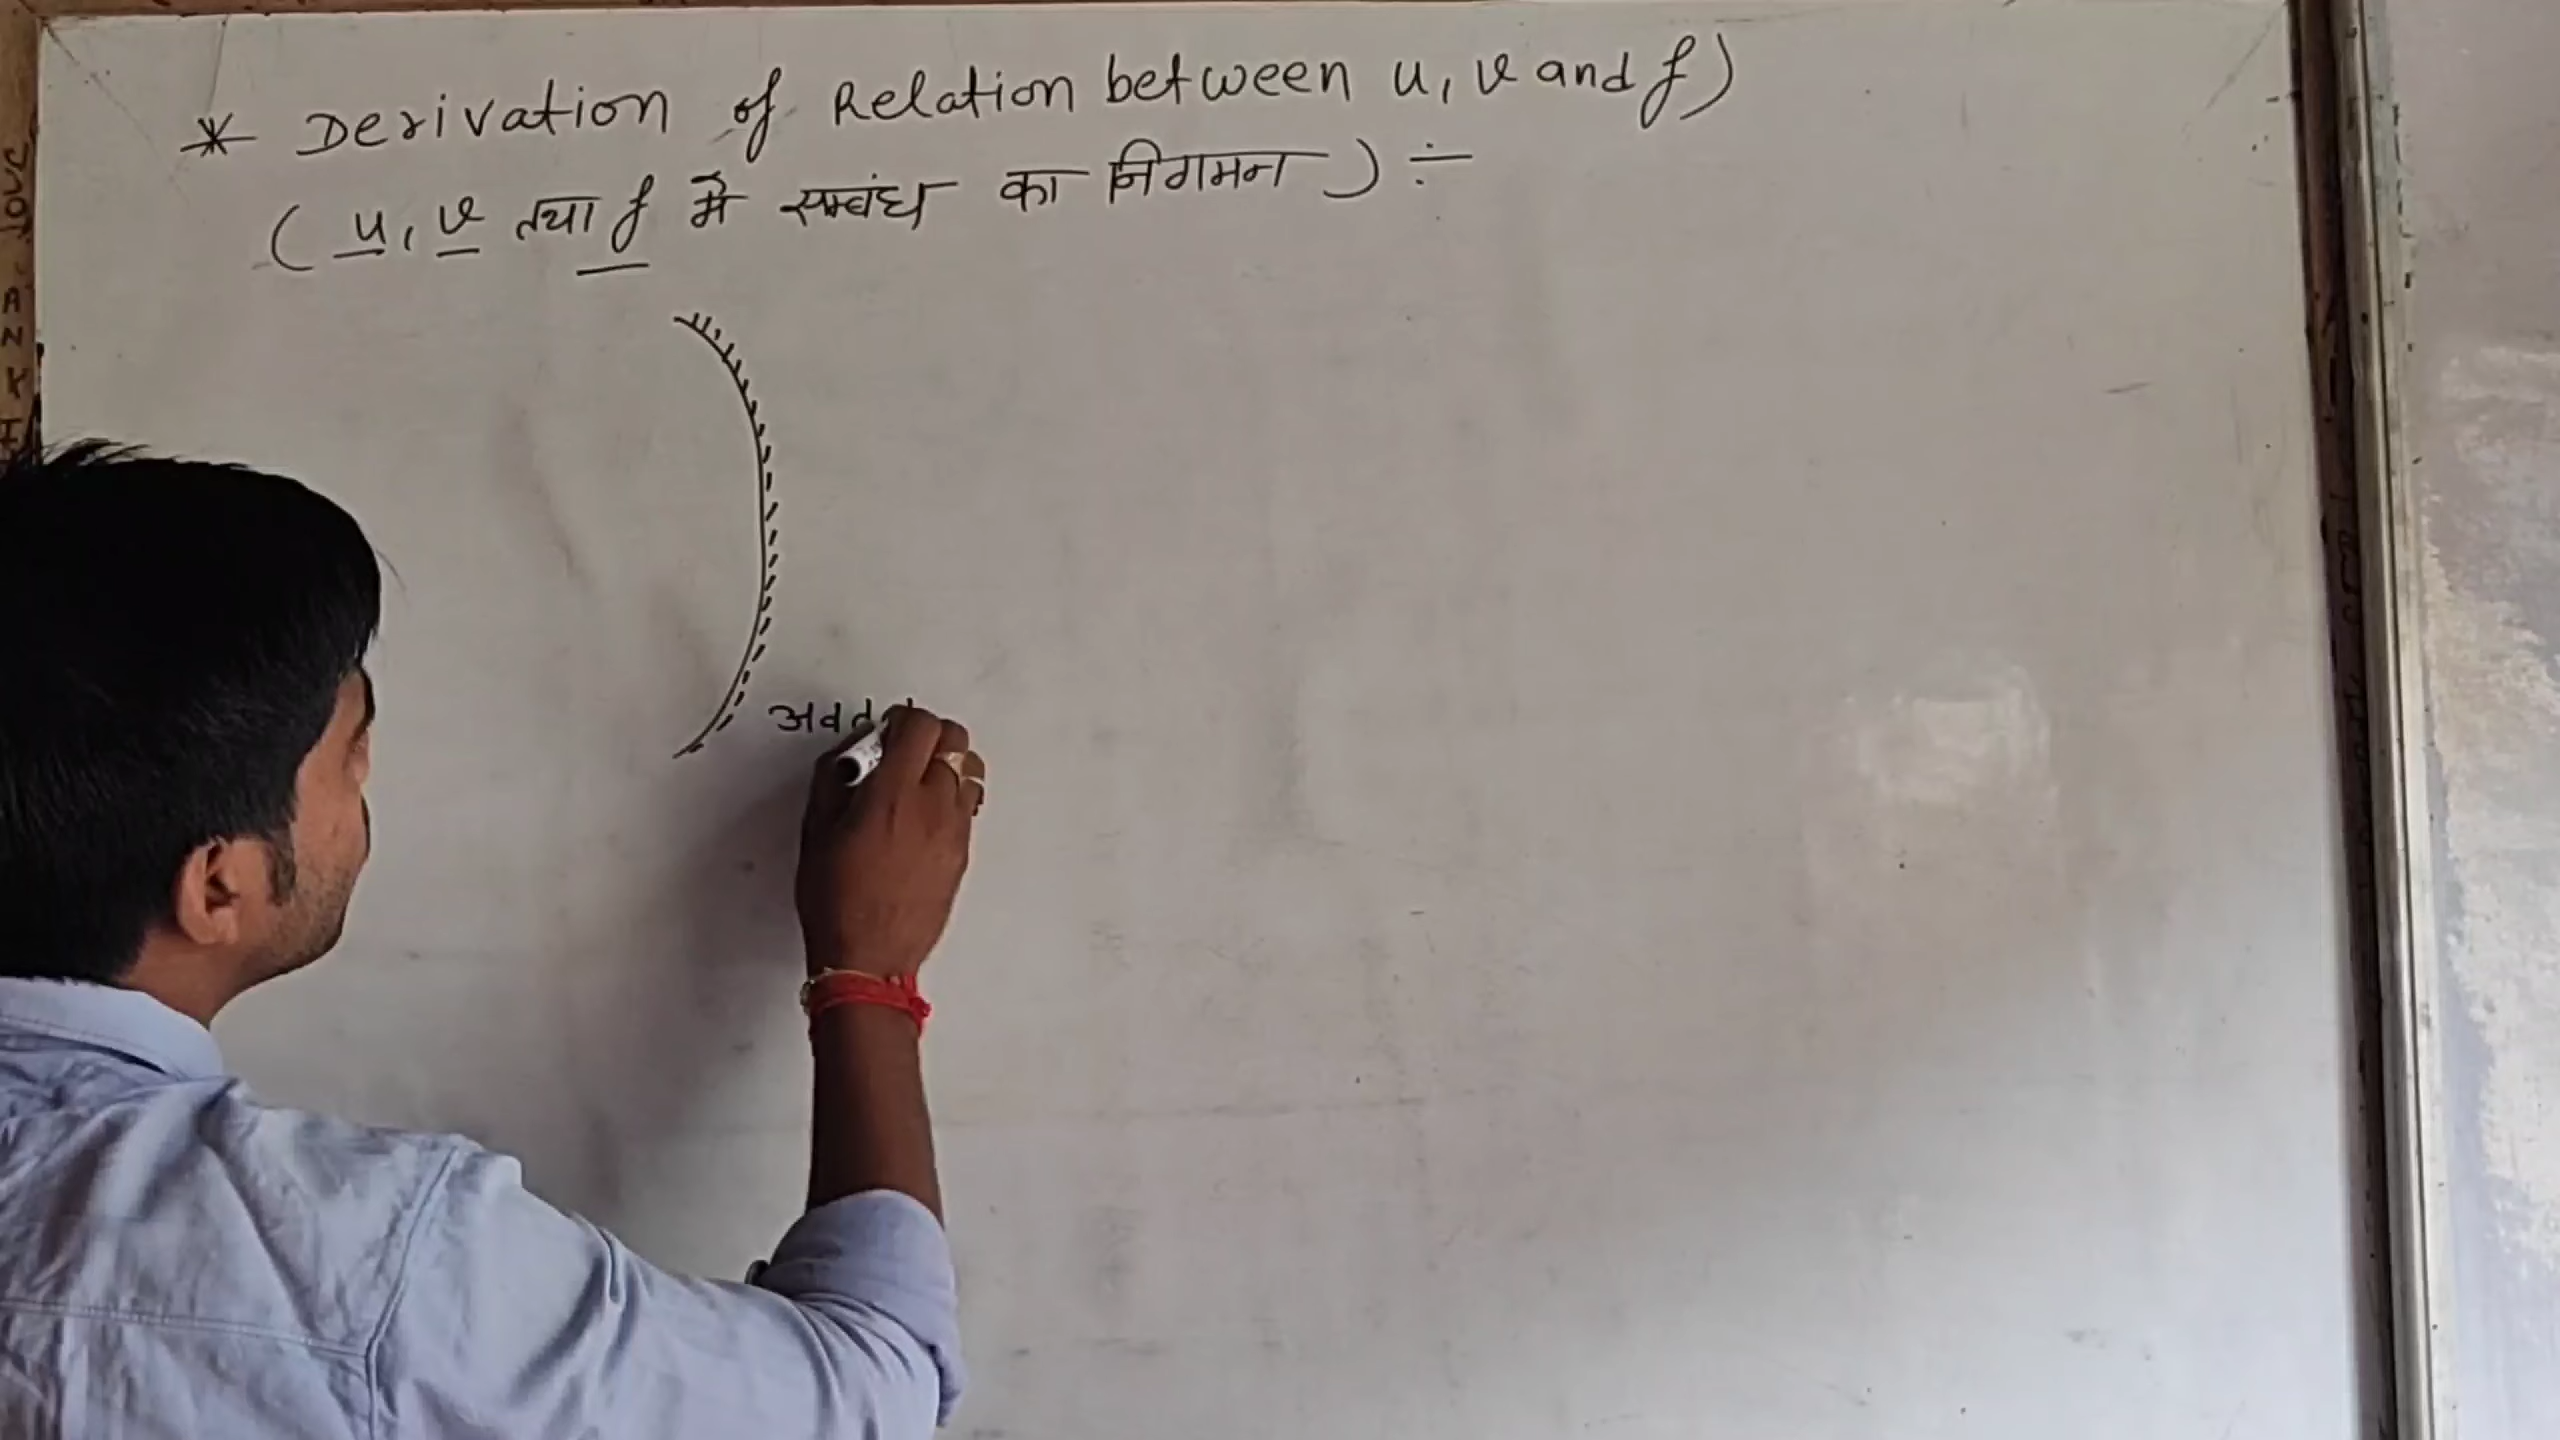 * Derivation of Relation between u, v and f)
( u, v तथा f में सम्बंध का निगमन ) ÷